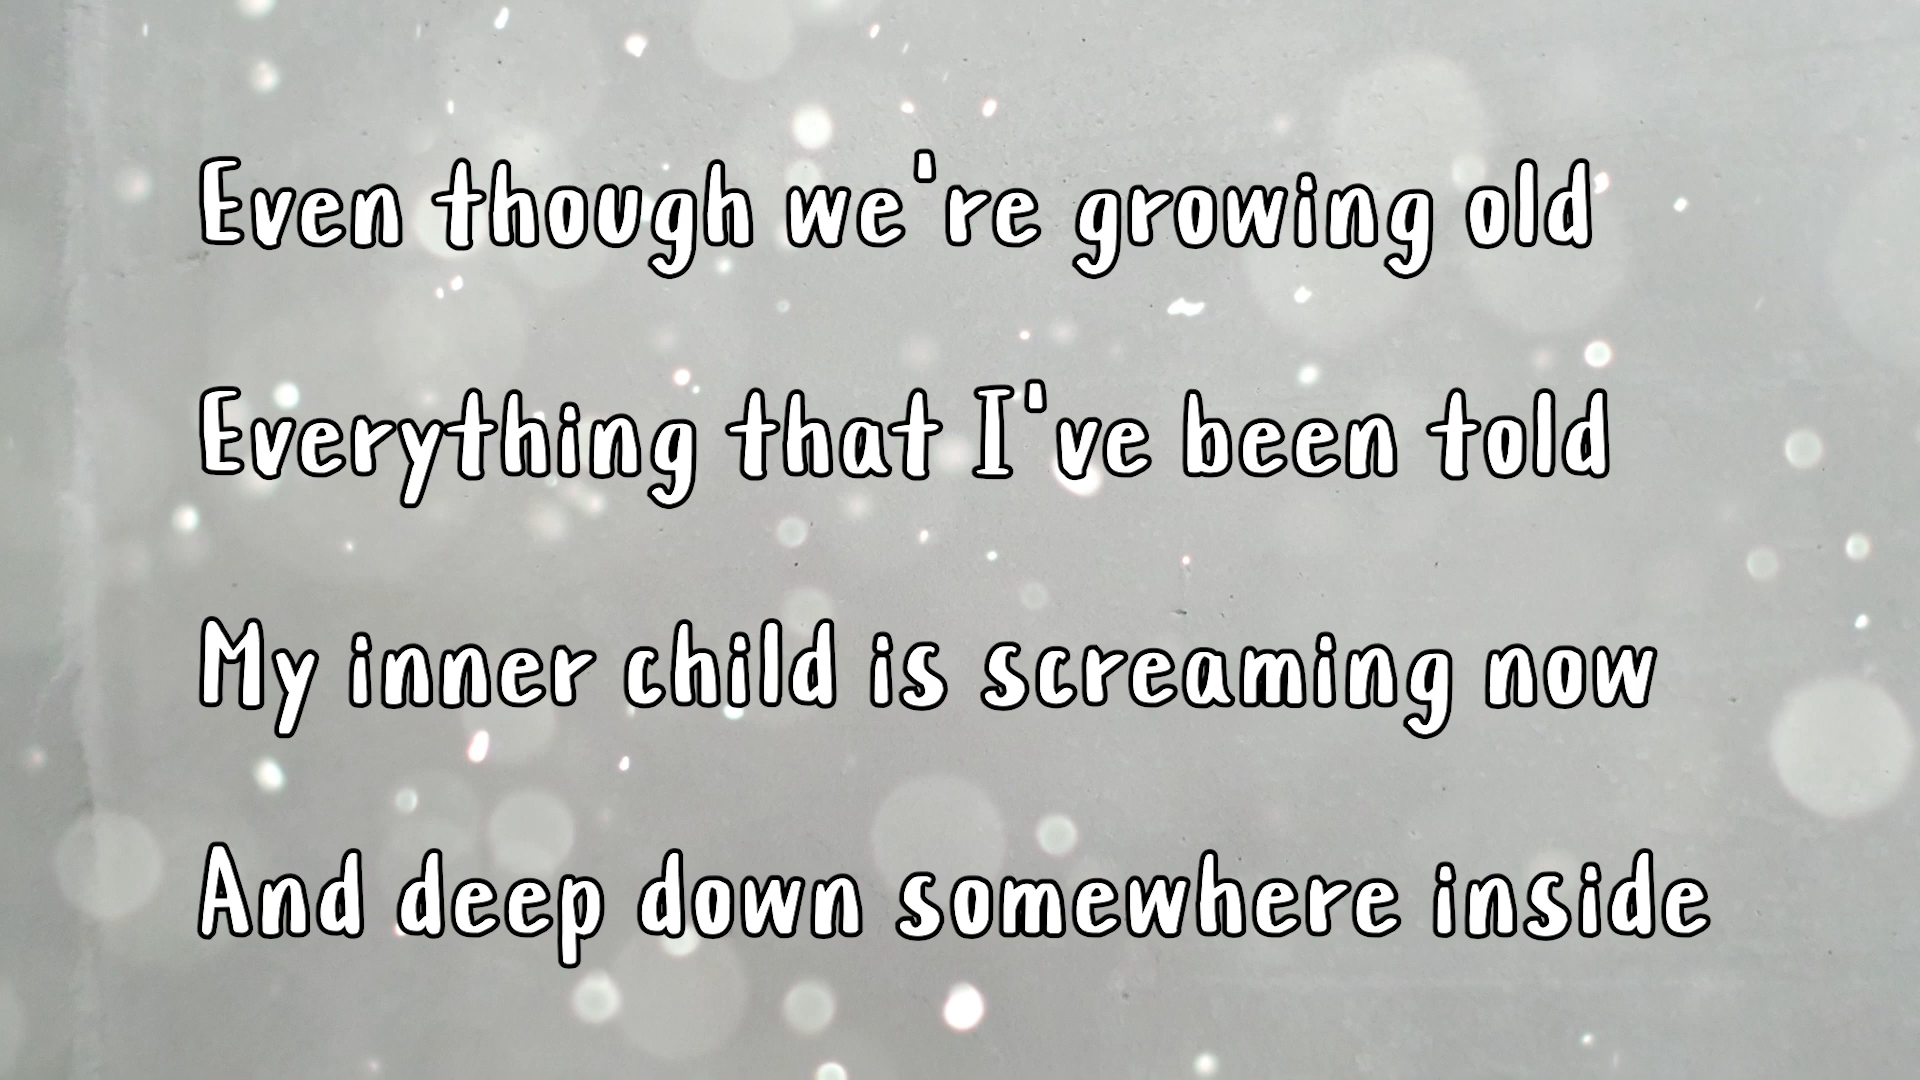 Even though we're growing old
Everything that I've been told
My inner child is screaming now
And deep down somewhere inside